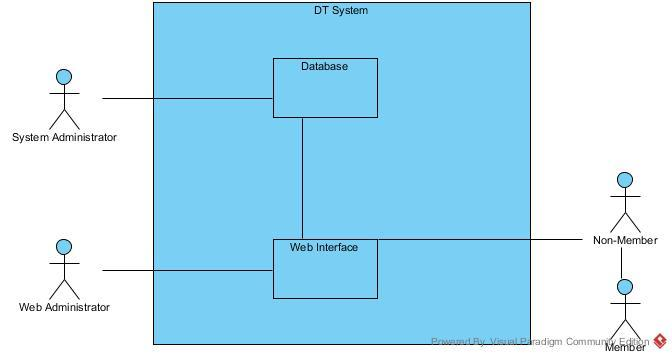 DT System
Database
System Administrator
Web Interface
Non-Member
Web Administrator
Powered By Visual Paradigm Community Edition
Member